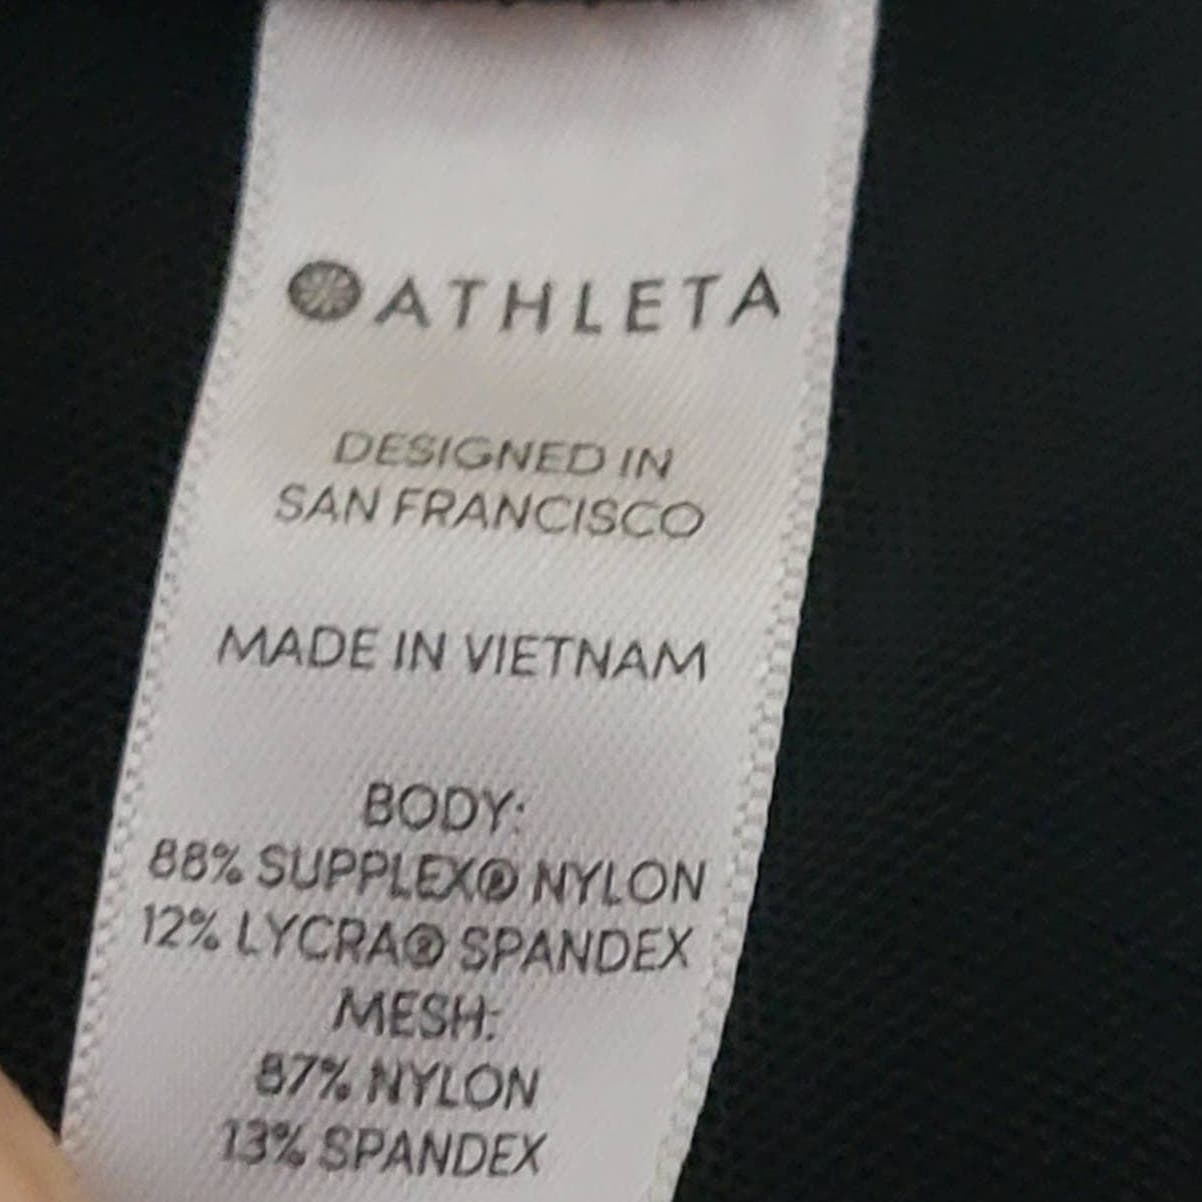 ATHLETA
DESIGNED IN
SAN FRANCISCO
MADE IN VIETNAM
BODY:
88% SUPPLEX® NYLON
12% LYCRA® SPANDEX
MESH:
87% NYLON
13% SPANDEX